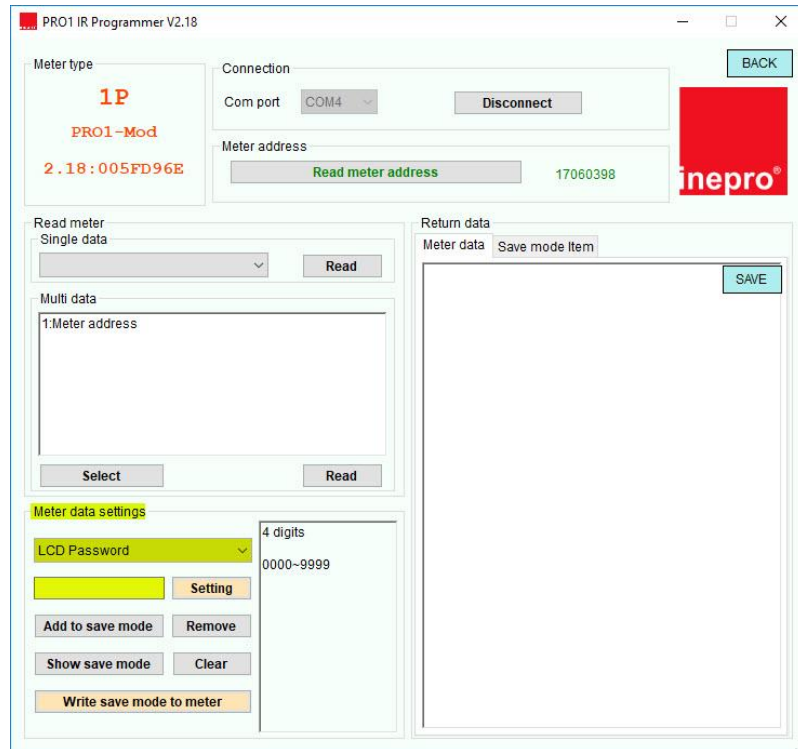 PRO1 IR Programmer V2.18
BACK
Meter type
1P
PRO1-Mod
2.18:005FD96E
Connection
Com port COM4 Disconnect
Meter address
Read meter address 17060398
inepro®
Read meter
Single data
Read
Multi data
1:Meter address
Select Read
Meter data settings
LCD Password
Setting
Add to save mode Remove
Show save mode Clear
Write save mode to meter
4 digits
0000~9999
Return data
Meter data Save mode Item
SAVE